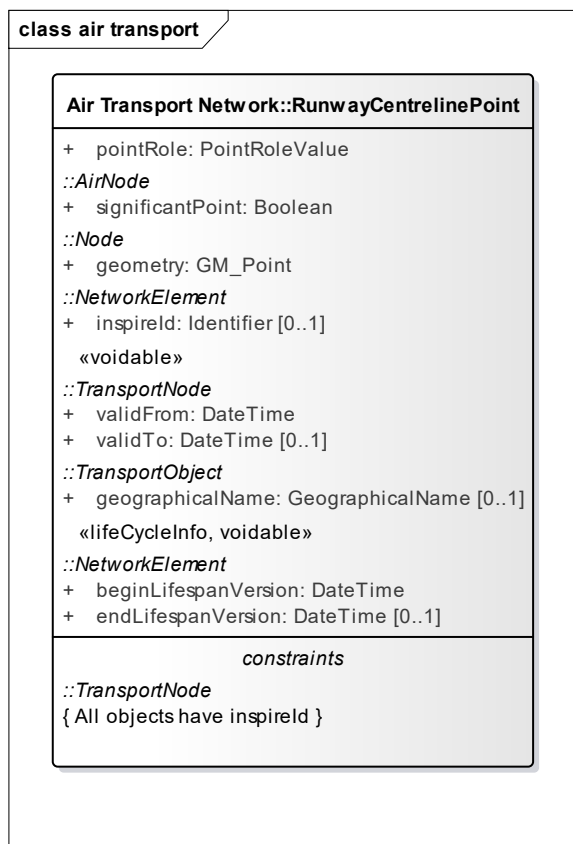 class air transport
Air Transport Network::RunwayCentrelinePoint
+ pointRole: PointRoleValue
::AirNode
+ significantPoint: Boolean
::Node
+ geometry: GM_Point
::NetworkElement
+ inspireId: Identifier [0..1]
«voidable»
::TransportNode
+ validFrom: DateTime
+ validTo: DateTime [0..1]
::TransportObject
+ geographicalName: GeographicalName [0..1]
«lifeCycleInfo, voidable»
::NetworkElement
+ beginLifespanVersion: DateTime
+ endLifespanVersion: DateTime [0..1]
constraints
::TransportNode
{ All objects have inspireId }